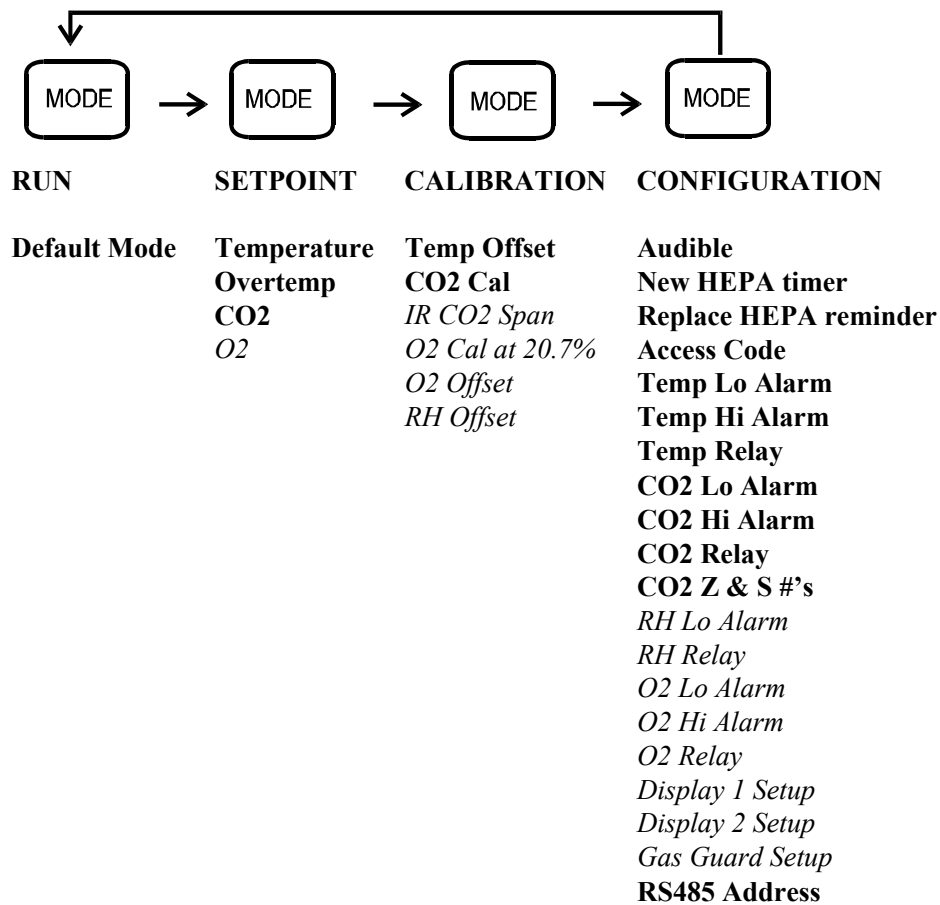 MODE MODE MODE MODE
RUN SETPOINT CALIBRATION CONFIGURATION
Default Mode Temperature Temp Offset Audible
Overtemp CO2 Cal New HEPA timer
CO2 IR CO2 Span Replace HEPA reminder
O2 O2 Cal at 20.7% Access Code
O2 Offset Temp Lo Alarm
RH Offset Temp Hi Alarm
Temp Relay
CO2 Lo Alarm
CO2 Hi Alarm
CO2 Relay
CO2 Z & S #’s
RH Lo Alarm
RH Relay
O2 Lo Alarm
O2 Hi Alarm
O2 Relay
Display 1 Setup
Display 2 Setup
Gas Guard Setup
RS485 Address